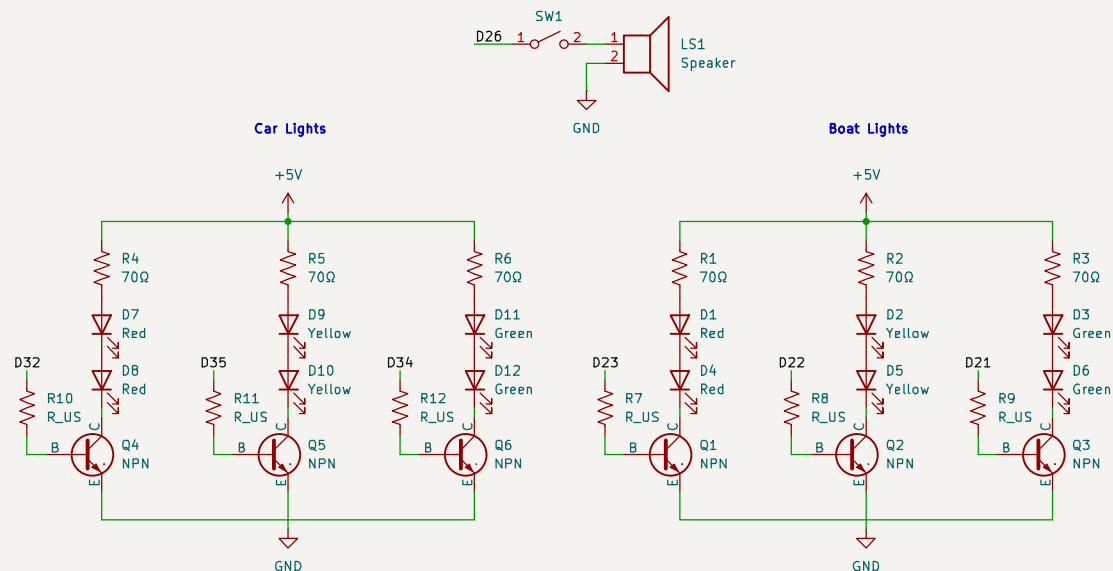 SW1
D26 1 2 1 LS1
2 Speaker
GND
Car Lights Boat Lights
+5V +5V
R4 R5 R6 R1 R2 R3
70Ω 70Ω 70Ω 70Ω 70Ω 70Ω
D7 D9 D11 D1 D2 D3
Red Yellow Green Red Yellow Green
D32 D35 D34 D23 D22 D21
D8 D10 D12 D4 D5 D6
Red Yellow Green Red Yellow Green
R10 R11 R12 R7 R8 R9
R_US R_US R_US R_US R_US R_US
C C C C C C
B Q4 B Q5 B Q6 B Q1 B Q2 B Q3
NPN NPN NPN NPN NPN NPN
E E E E E E
GND GND